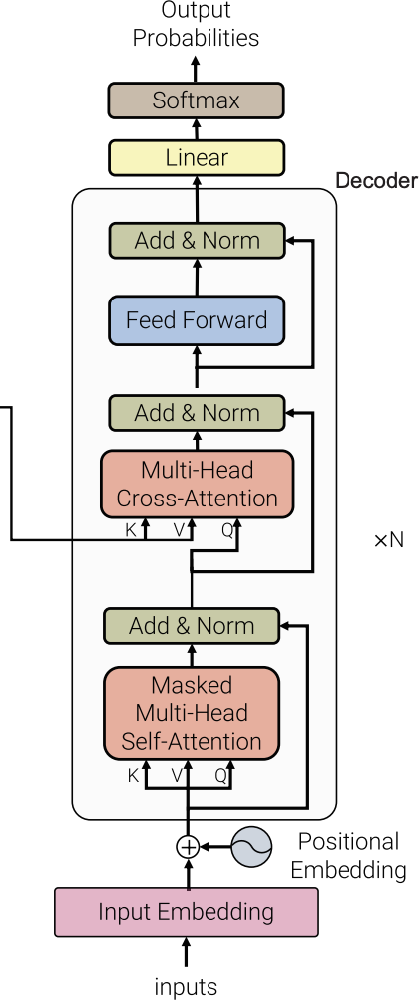 Output
Probabilities
Softmax
Linear
Decoder
Add & Norm
Feed Forward
Add & Norm
Multi-Head
Cross-Attention
K V Q
×N
Add & Norm
Masked
Multi-Head
Self-Attention
K V Q
Positional
Embedding
Input Embedding
inputs